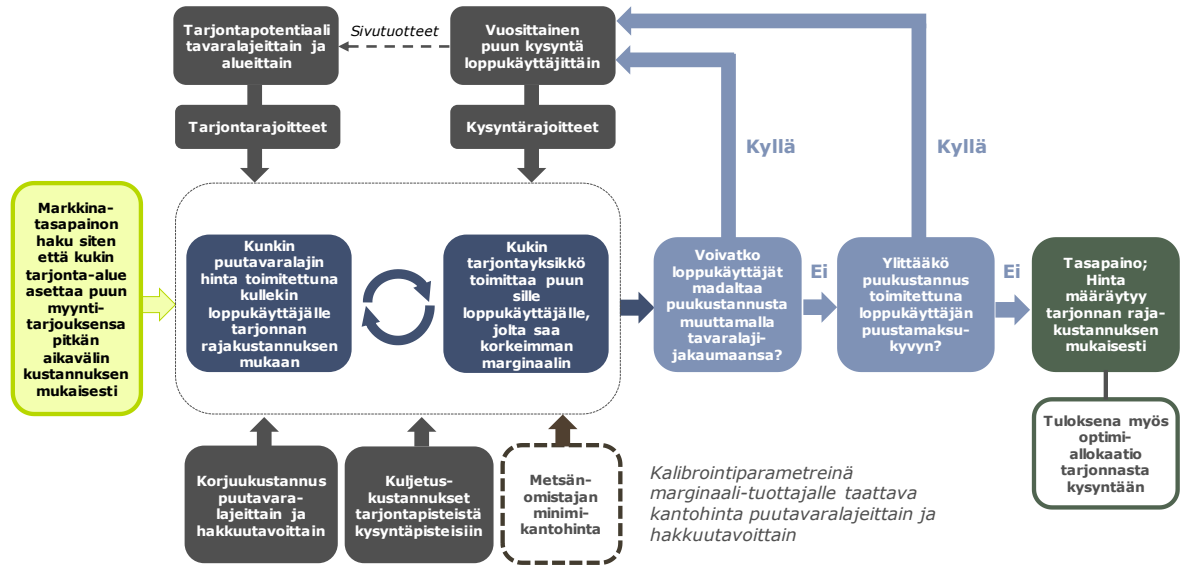 Tarjontapotentiaali
tavaralajeittain ja
alueittain
Sivutuotteet
Vuosittainen
puun kysyntä
loppukäyttäjittäin
Tarjontarajoitteet
Kysyntärajoitteet
Kyllä
Kyllä
Markkina-
tasapainon
haku siten
että kukin
tarjonta-alue
asettaa puun
myynti-
tarjouksensa
pitkän
aikavälin
kustannuksen
mukaisesti
Kunkin
puutavaralajin
hinta toimitettuna
kullekin
loppukäyttäjälle
tarjonnan
rajakustannuksen
mukaan
Kukin
tarjontayksikkö
toimittaa puun
sille
loppukäyttäjälle,
jolta saa
korkeimman
marginaalin
Voivatko
loppukäyttäjät
madaltaa
puukustannusta
muuttamalla
tavaralaji-
jakaumaansa?
Ei
Ylittääkö
puukustannus
toimitettuna
loppukäyttäjän
puustamaksu-
kyvyn?
Ei
Tasapaino;
Hinta
määräytyy
tarjonnan raja-
kustannuksen
mukaisesti
Tuloksena myös
optimi-
allokaatio
tarjonnasta
kysyntään
Korjuukustannus
puutavara-
lajeittain ja
hakkuutavoittain
Kuljetus-
kustannukset
tarjontapisteistä
kysyntäpisteisiin
Metsän-
omistajan
minimi-
kantohinta
Kalibrointiparametreinä
marginaali-tuottajalle taattava
kantohinta puutavaralajeittain ja
hakkuutavoittain